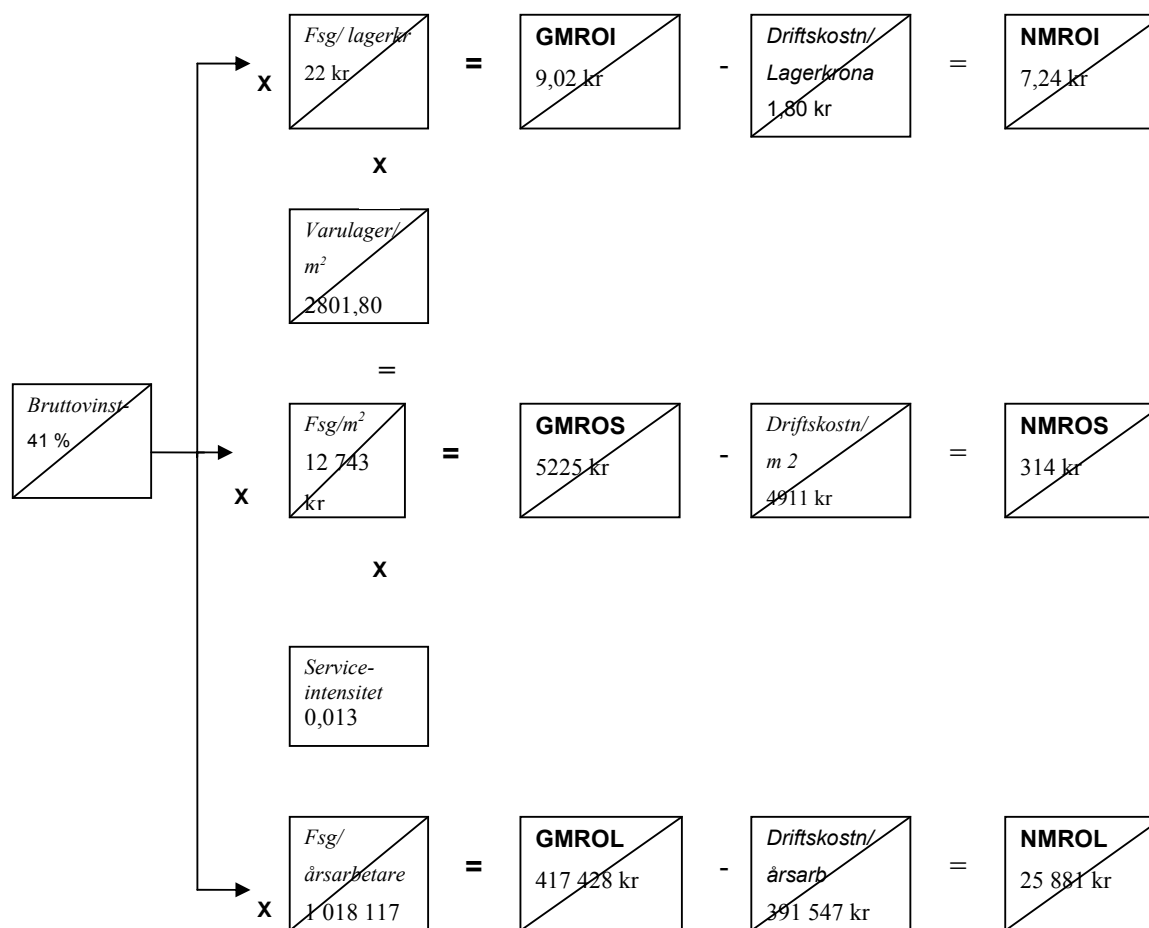 Fsg/ lagerkr
22 kr
x
=
GMROI
9,02 kr
-
Driftskostn/
Lagerkrona
1,80 kr
=
NMROI
7,24 kr
x
Varulager/
m²
2801,80
=
Bruttovinst-
41 %
x
Fsg/m²
12 743
kr
=
GMROS
5225 kr
-
Driftskostn/
m 2
4911 kr
=
NMROS
314 kr
x
Service-
intensitet
0,013
x
Fsg/
årsarbetare
1 018 117
=
GMROL
417 428 kr
-
Driftskostn/
årsarb
391 547 kr
=
NMROL
25 881 kr